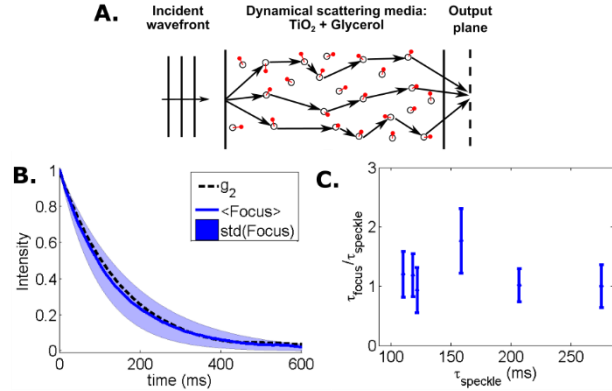 A.
Incident
wavefront
Dynamical scattering media:
TiO₂ + Glycerol
Output
plane
B.
g₂
<Focus>
std(Focus)
Intensity
1
0.8
0.6
0.4
0.2
0
0
200
400
600
time (ms)
C.
τfocus/τspeckle
3
2
1
0
100
150
200
250
τspeckle (ms)